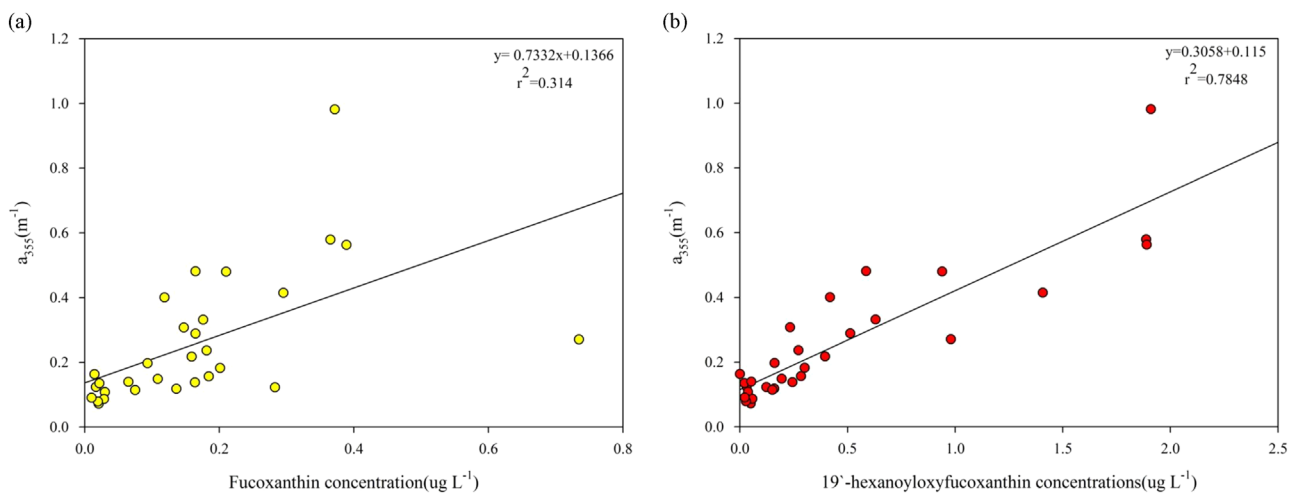 (a)
1.2
1.0
0.8
0.6
0.4
0.2
0.0
a355(m-1)
y= 0.7332x+0.1366
r2=0.314
0.0 0.2 0.4 0.6 0.8
Fucoxanthin concentration(ug L-1)
(b)
1.2
1.0
0.8
0.6
0.4
0.2
0.0
a355(m-1)
y=0.3058+0.115
r2=0.7848
0.0 0.5 1.0 1.5 2.0 2.5
19`-hexanoyloxyfucoxanthin concentrations(ug L-1)